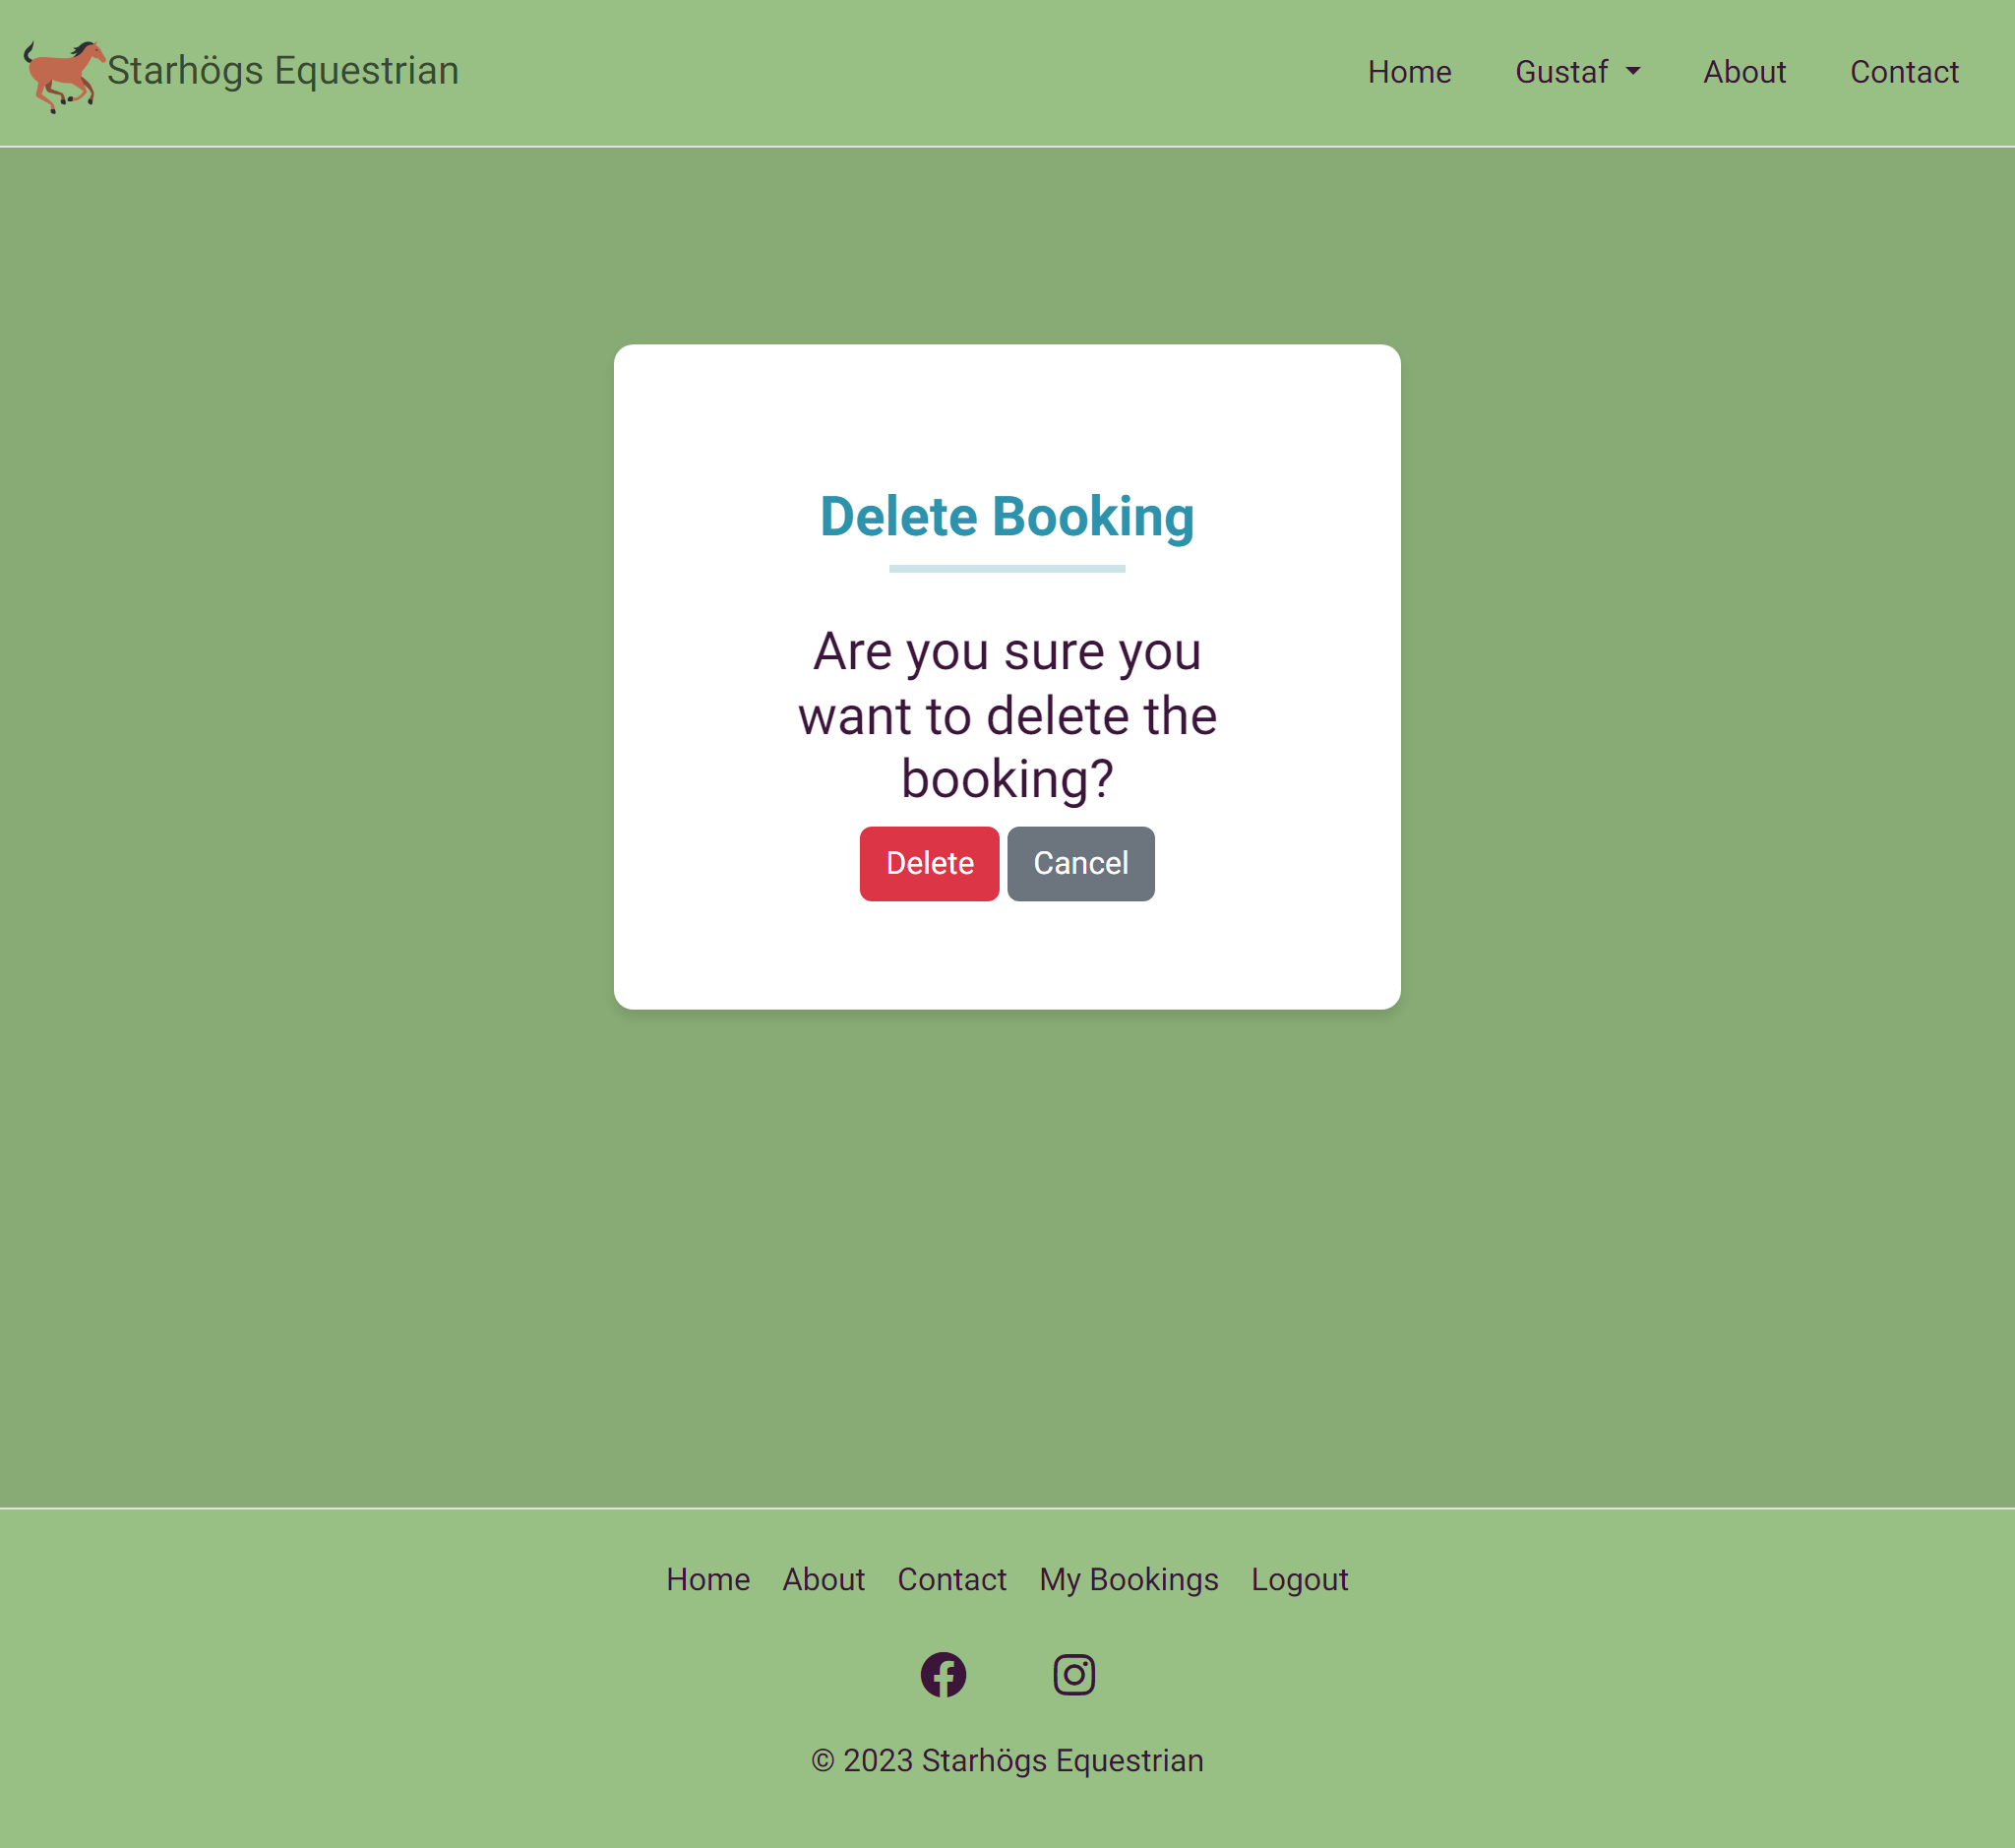 Starhögs Equestrian
Home Gustaf About Contact
Delete Booking
Are you sure you
want to delete the
booking?
Delete Cancel
Home About Contact My Bookings Logout
© 2023 Starhögs Equestrian